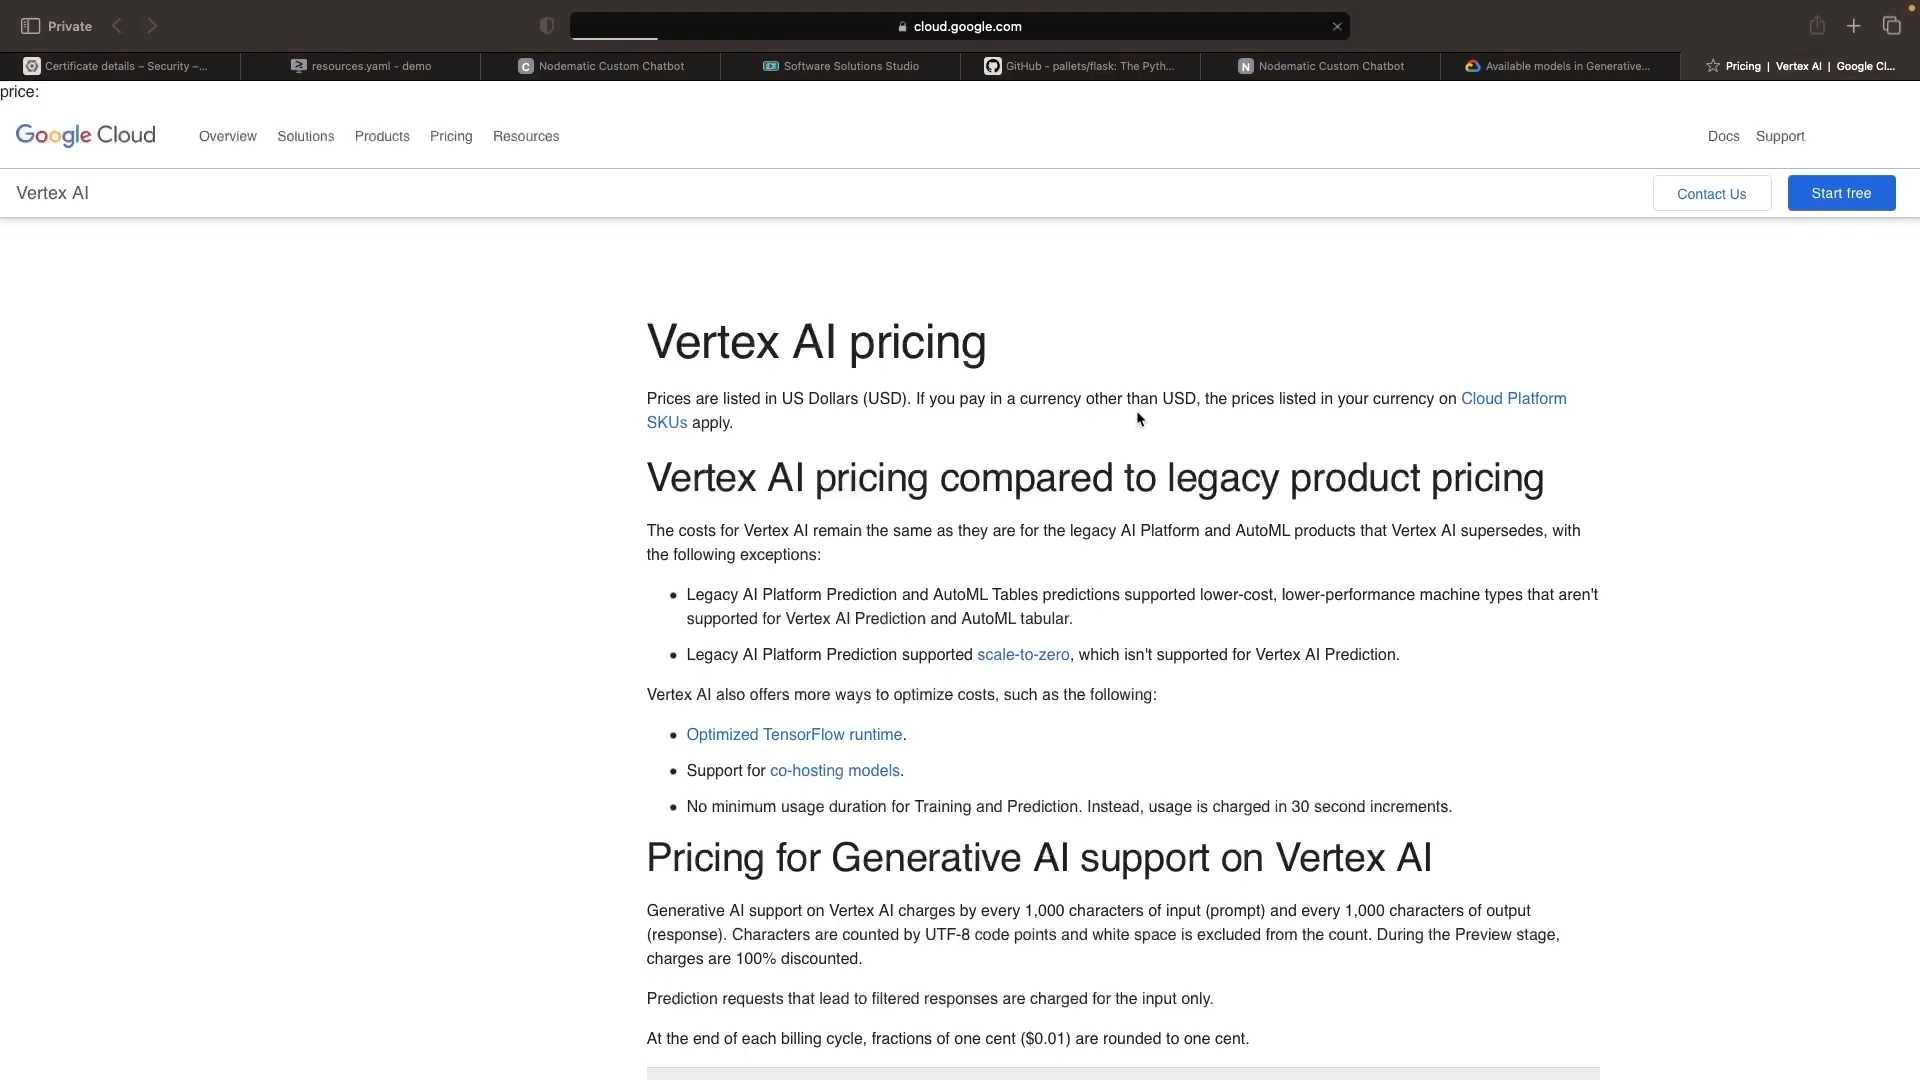 Private
cloud.google.com
Certificate details – Security –...
resources.yaml - demo
C Nodematic Custom Chatbot
Software Solutions Studio
GitHub - pallets/flask: The Pyth...
N Nodematic Custom Chatbot
Available models in Generative...
Pricing | Vertex AI | Google Cl...
price:
Google Cloud
Overview Solutions Products Pricing Resources
Docs Support
Vertex AI
Contact Us
Start free
Vertex AI pricing
Prices are listed in US Dollars (USD). If you pay in a currency other than USD, the prices listed in your currency on Cloud Platform
SKUs apply.
Vertex AI pricing compared to legacy product pricing
The costs for Vertex AI remain the same as they are for the legacy AI Platform and AutoML products that Vertex AI supersedes, with
the following exceptions:
• Legacy AI Platform Prediction and AutoML Tables predictions supported lower-cost, lower-performance machine types that aren't
supported for Vertex AI Prediction and AutoML tabular.
• Legacy AI Platform Prediction supported scale-to-zero, which isn't supported for Vertex AI Prediction.
Vertex AI also offers more ways to optimize costs, such as the following:
• Optimized TensorFlow runtime.
• Support for co-hosting models.
• No minimum usage duration for Training and Prediction. Instead, usage is charged in 30 second increments.
Pricing for Generative AI support on Vertex AI
Generative AI support on Vertex AI charges by every 1,000 characters of input (prompt) and every 1,000 characters of output
(response). Characters are counted by UTF-8 code points and white space is excluded from the count. During the Preview stage,
charges are 100% discounted.
Prediction requests that lead to filtered responses are charged for the input only.
At the end of each billing cycle, fractions of one cent ($0.01) are rounded to one cent.